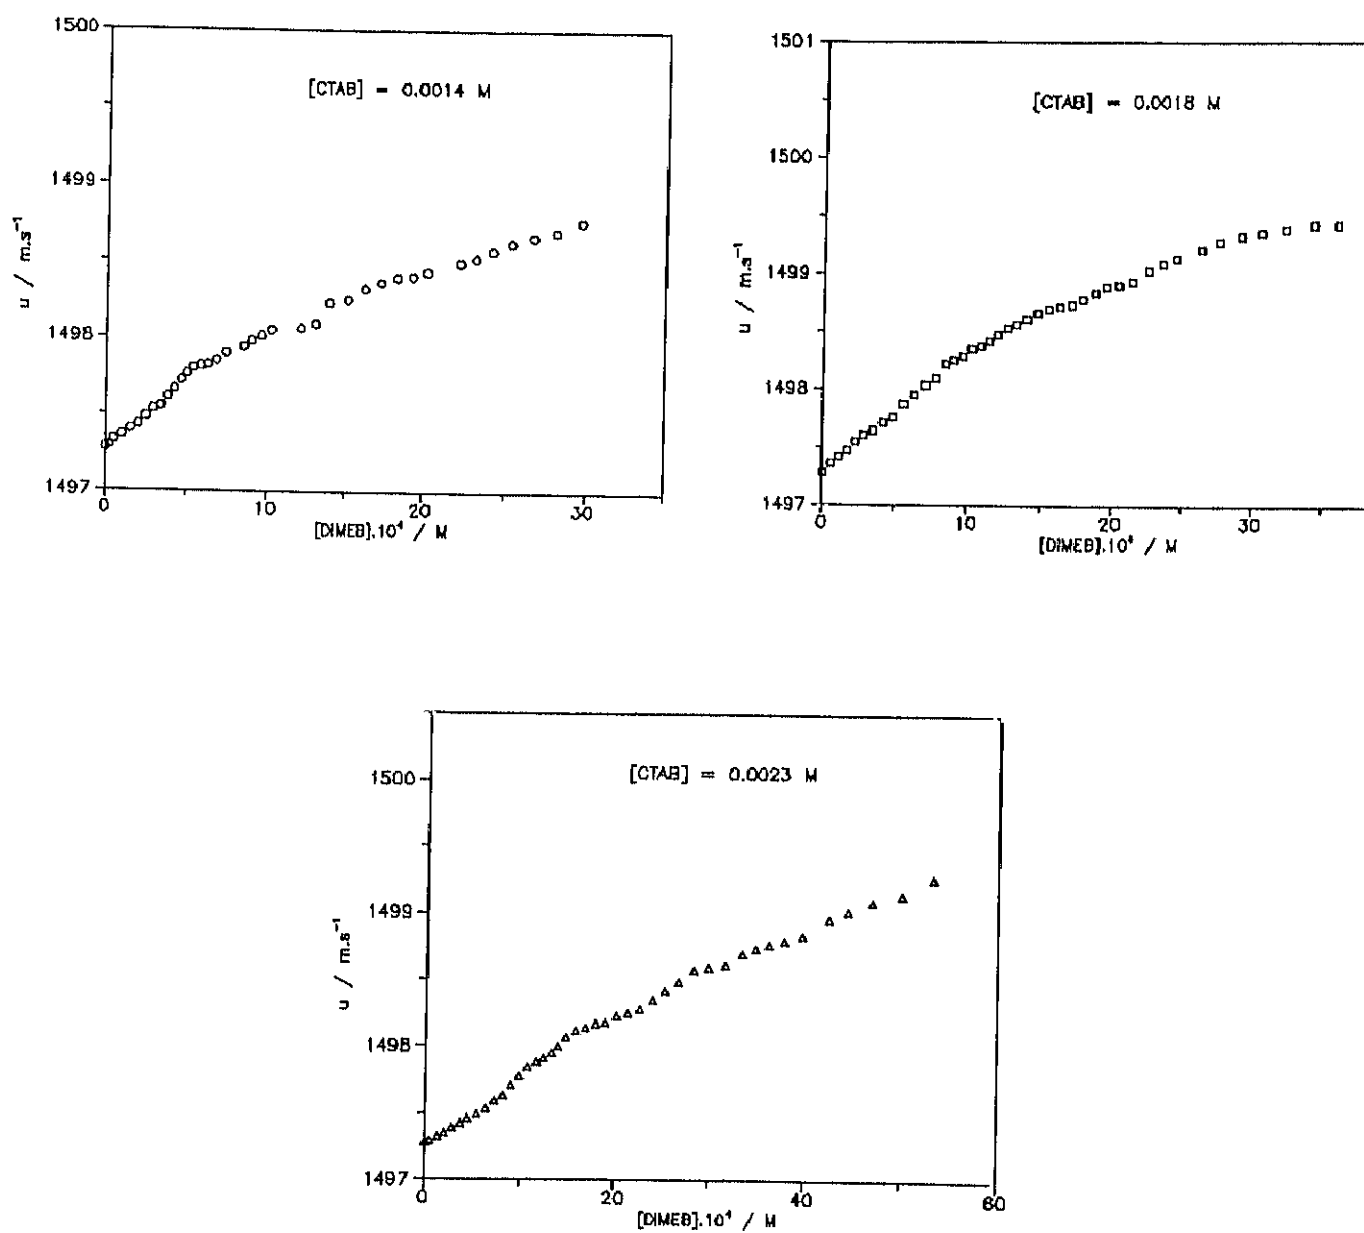 1500
[CTAB] = 0.0014 M
1499
u / m.s⁻¹
1498
1497
0 10 20 30
[DIMEB].10⁴ / M
1501
[CTAB] = 0.0018 M
1500
1499
u / m.s⁻¹
1498
1497
0 10 20 30
[DIMEB].10⁴ / M
1500
[CTAB] = 0.0023 M
1499
u / m.s⁻¹
1498
1497
0 20 40 60
[DIMEB].10⁴ / M